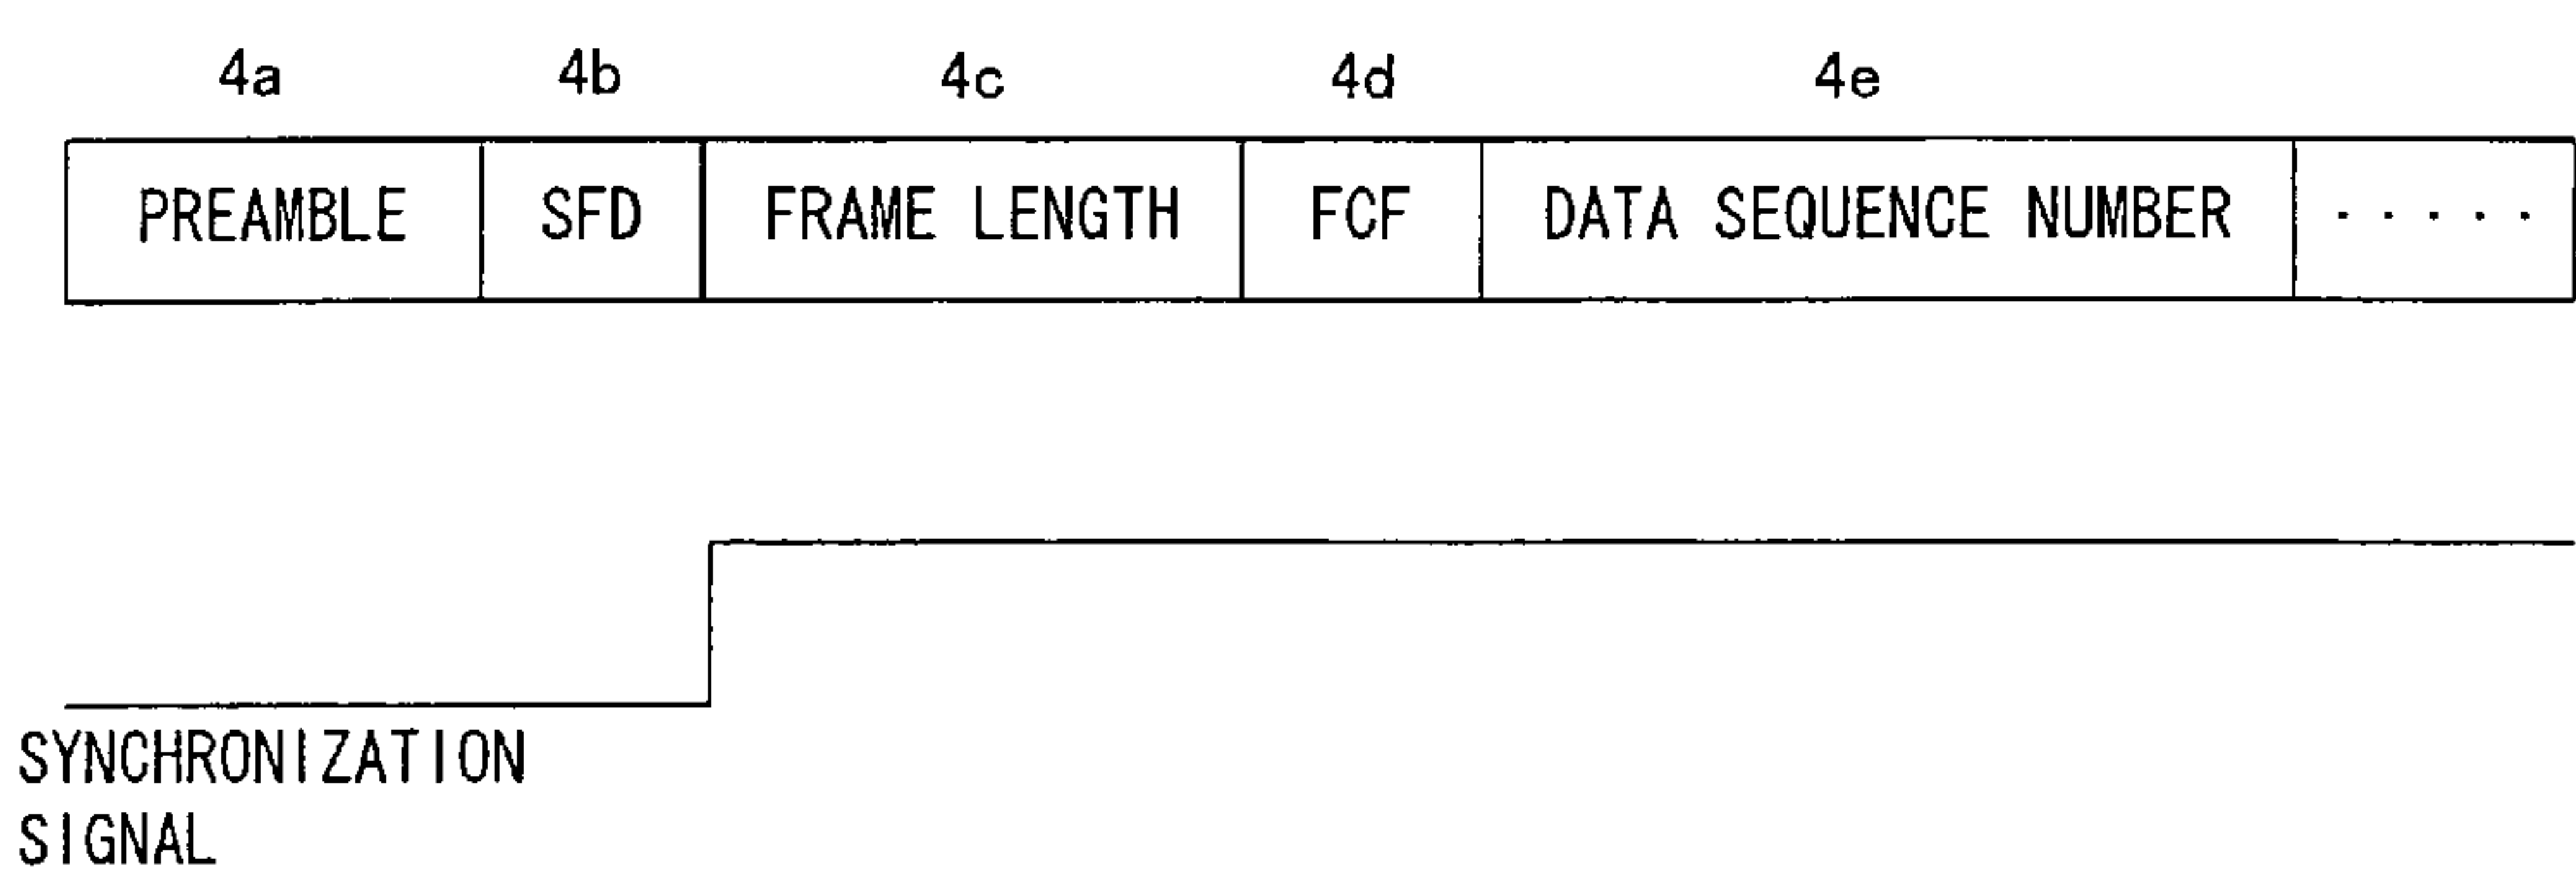 4a 4b 4c 4d 4e
PREAMBLE SFD FRAME LENGTH FCF DATA SEQUENCE NUMBER ·····
SYNCHRONIZATION
SIGNAL